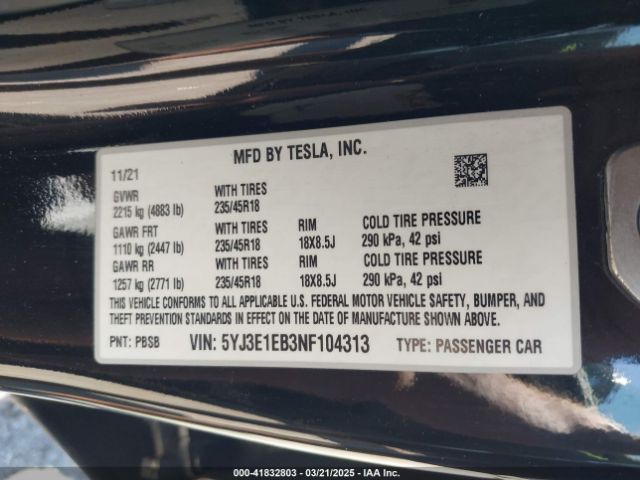 MFD BY TESLA, INC.
11/21
GVWR WITH TIRES
2215 kg (4883 lb) 235/45R18
GAWR FRT WITH TIRES RIM COLD TIRE PRESSURE
1110 kg (2447 lb) 235/45R18 18X8.5J 290 kPa, 42 psi
GAWR RR WITH TIRES RIM COLD TIRE PRESSURE
1257 kg (2771 lb) 235/45R18 18X8.5J 290 kPa, 42 psi
THIS VEHICLE CONFORMS TO ALL APPLICABLE U.S. FEDERAL MOTOR VEHICLE SAFETY, BUMPER, AND
THEFT PREVENTION STANDARDS IN EFFECT ON THE DATE OF MANUFACTURE SHOWN ABOVE.
PNT: PBSB VIN: 5YJ3E1EB3NF104313 TYPE: PASSENGER CAR
000-41832803 - 03/21/2025 - IAA Inc.